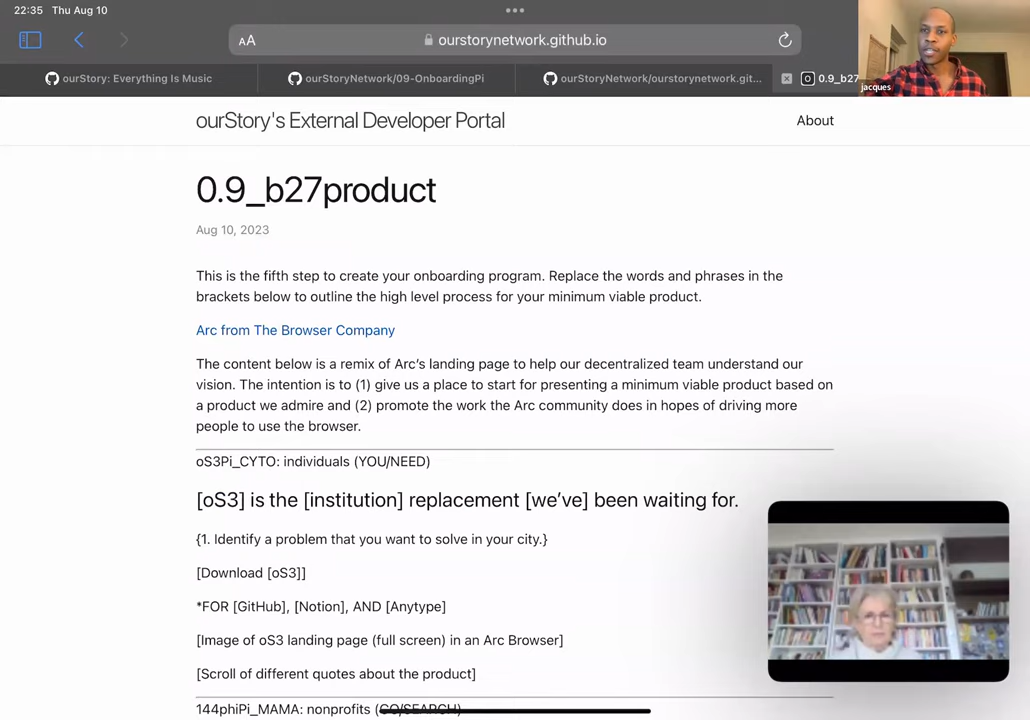 22:35 Thu Aug 10
AA
ourstorynetwork.github.io
ourStory: Everything Is Music
ourStoryNetwork/09-OnboardingPi
ourStoryNetwork/ourstorynetwork.git...
0.9_b27
jacques
ourStory's External Developer Portal
About
0.9_b27product
Aug 10, 2023
This is the fifth step to create your onboarding program. Replace the words and phrases in the
brackets below to outline the high level process for your minimum viable product.
Arc from The Browser Company
The content below is a remix of Arc's landing page to help our decentralized team understand our
vision. The intention is to (1) give us a place to start for presenting a minimum viable product based on
a product we admire and (2) promote the work the Arc community does in hopes of driving more
people to use the browser.
oS3Pi_CYTO: individuals (YOU/NEED)
[oS3] is the [institution] replacement [we've] been waiting for.
{1. Identify a problem that you want to solve in your city.}
[Download [oS3]]
*FOR [GitHub], [Notion], AND [Anytype]
[Image of oS3 landing page (full screen) in an Arc Browser]
[Scroll of different quotes about the product]
144phiPi_MAMA: nonprofits (CO/SEARCH)